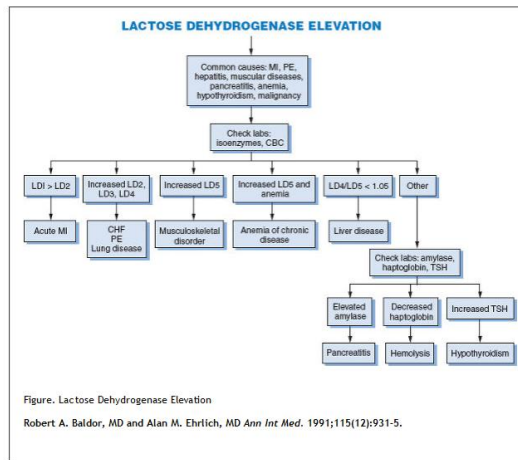 LACTOSE DEHYDROGENASE ELEVATION
Common causes: MI, PE,
hepatitis, muscular diseases,
pancreatitis, anemia,
hypothyroidism, malignancy
Check labs:
isoenzymes, CBC
LDI > LD2
Increased LD2,
LD3, LD4
Increased LD5
Increased LD5 and
anemia
LD4/LD5 < 1.05
Other
Acute MI
CHF
PE
Lung disease
Musculoskeletal
disorder
Anemia of chronic
disease
Liver disease
Check labs: amylase,
haptoglobin, TSH
Elevated
amylase
Decreased
haptoglobin
Increased TSH
Pancreatitis
Hemolysis
Hypothyroidism
Figure. Lactose Dehydrogenase Elevation
Robert A. Baldor, MD and Alan M. Ehrlich, MD Ann Int Med. 1991;115(12):931-5.